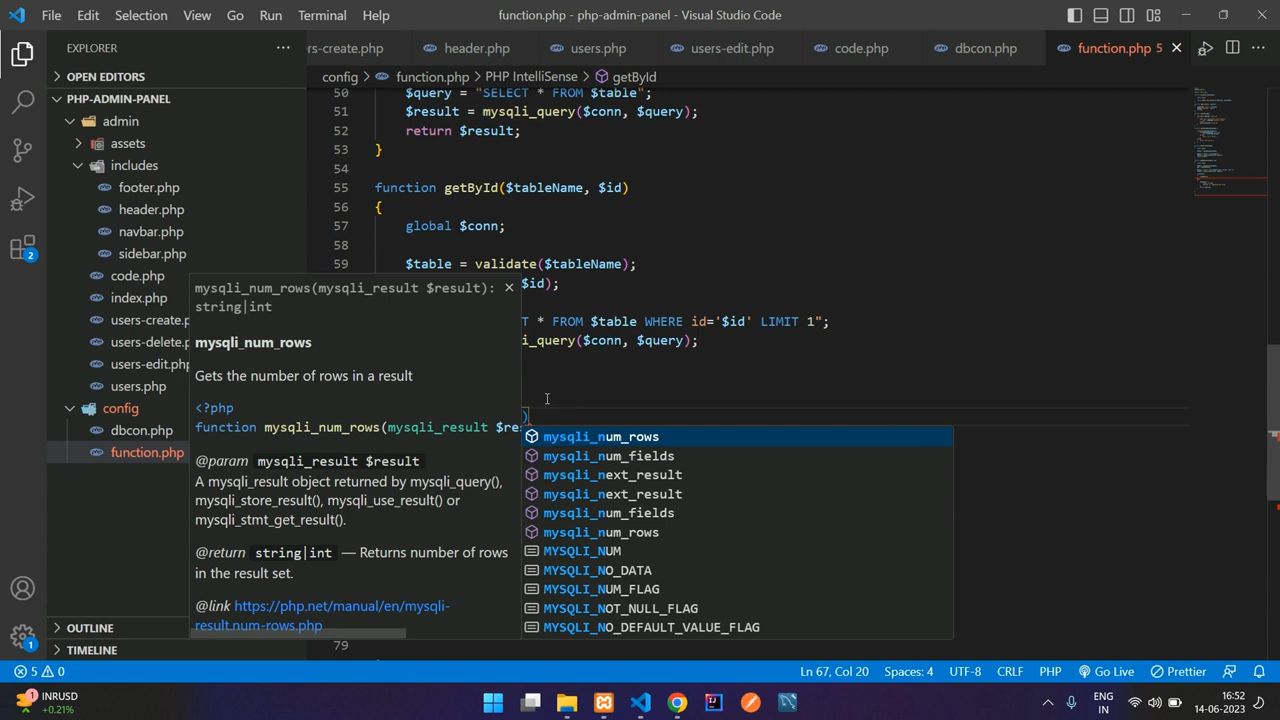 File Edit Selection View Go Run Terminal Help
function.php - php-admin-panel - Visual Studio Code
EXPLORER
rs-create.php header.php users.php users-edit.php code.php dbcon.php function.php 5
config > function.php > PHP IntelliSense > getById
OPEN EDITORS
PHP-ADMIN-PANEL
admin
assets
includes
footer.php
header.php
navbar.php
sidebar.php
code.php
index.php
users-create.p
users-delete.p
users-edit.php
users.php
config
dbcon.php
function.php
OUTLINE
TIMELINE
50 $query = "SELECT * FROM $table";
51 $result = mysqli_query($conn, $query);
52 return $result;
53 }
54
55 function getById($tableName, $id)
56 {
57 global $conn;
58
59 $table = validate($tableName);
$id);
T * FROM $table WHERE id='$id' LIMIT 1";
i_query($conn, $query);
)
79
mysqli_num_rows(mysqli_result $result):
string|int
mysqli_num_rows
Gets the number of rows in a result
<?php
function mysqli_num_rows(mysqli_result $res
@param mysqli_result $result
A mysqli_result object returned by mysqli_query(),
mysqli_store_result(), mysqli_use_result() or
mysqli_stmt_get_result().
@return string|int — Returns number of rows
in the result set.
@link https://php.net/manual/en/mysqli-
result.num-rows.php
mysqli_num_rows
mysqli_num_fields
mysqli_next_result
mysqli_next_result
mysqli_num_fields
mysqli_num_rows
MYSQLI_NUM
MYSQLI_NO_DATA
MYSQLI_NUM_FLAG
MYSQLI_NOT_NULL_FLAG
MYSQLI_NO_DEFAULT_VALUE_FLAG
2
1
5 0
Ln 67, Col 20 Spaces: 4 UTF-8 CRLF PHP Go Live Prettier
1
INRUSD
+0.21%
ENG
IN
16:52
14-06-2023